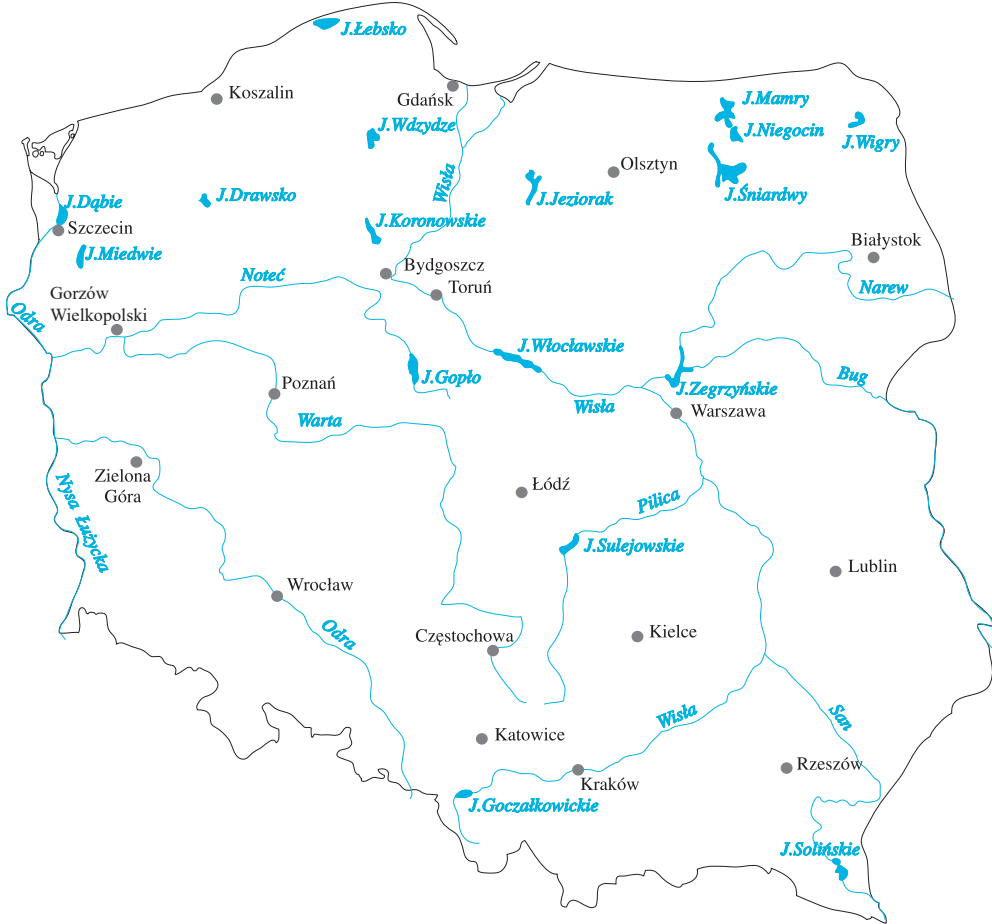 J.Łebsko
Koszalin
Gdańsk
J.Mamry
J.Wdzydze
J.Niegocin
J.Wigry
Olsztyn
Wisła
J.Dąbie
J.Drawsko
J.Jeziorak
J.Śniardwy
Szczecin
J.Koronowskie
J.Miedwie
Białystok
Bydgoszcz
Noteć
Toruń
Narew
Gorzów
Wielkopolski
Odra
J.Włocławskie
J.Gopło
Bug
Poznań
J.Zegrzyńskie
Wisła
Warszawa
Warta
Zielona
Góra
Łódź
Pilica
Nysa Łużycka
J.Sulejowskie
Lublin
Wrocław
Odra
Częstochowa
Kielce
Wisła
San
Katowice
Rzeszów
Kraków
J.Goczałkowickie
J.Solińskie